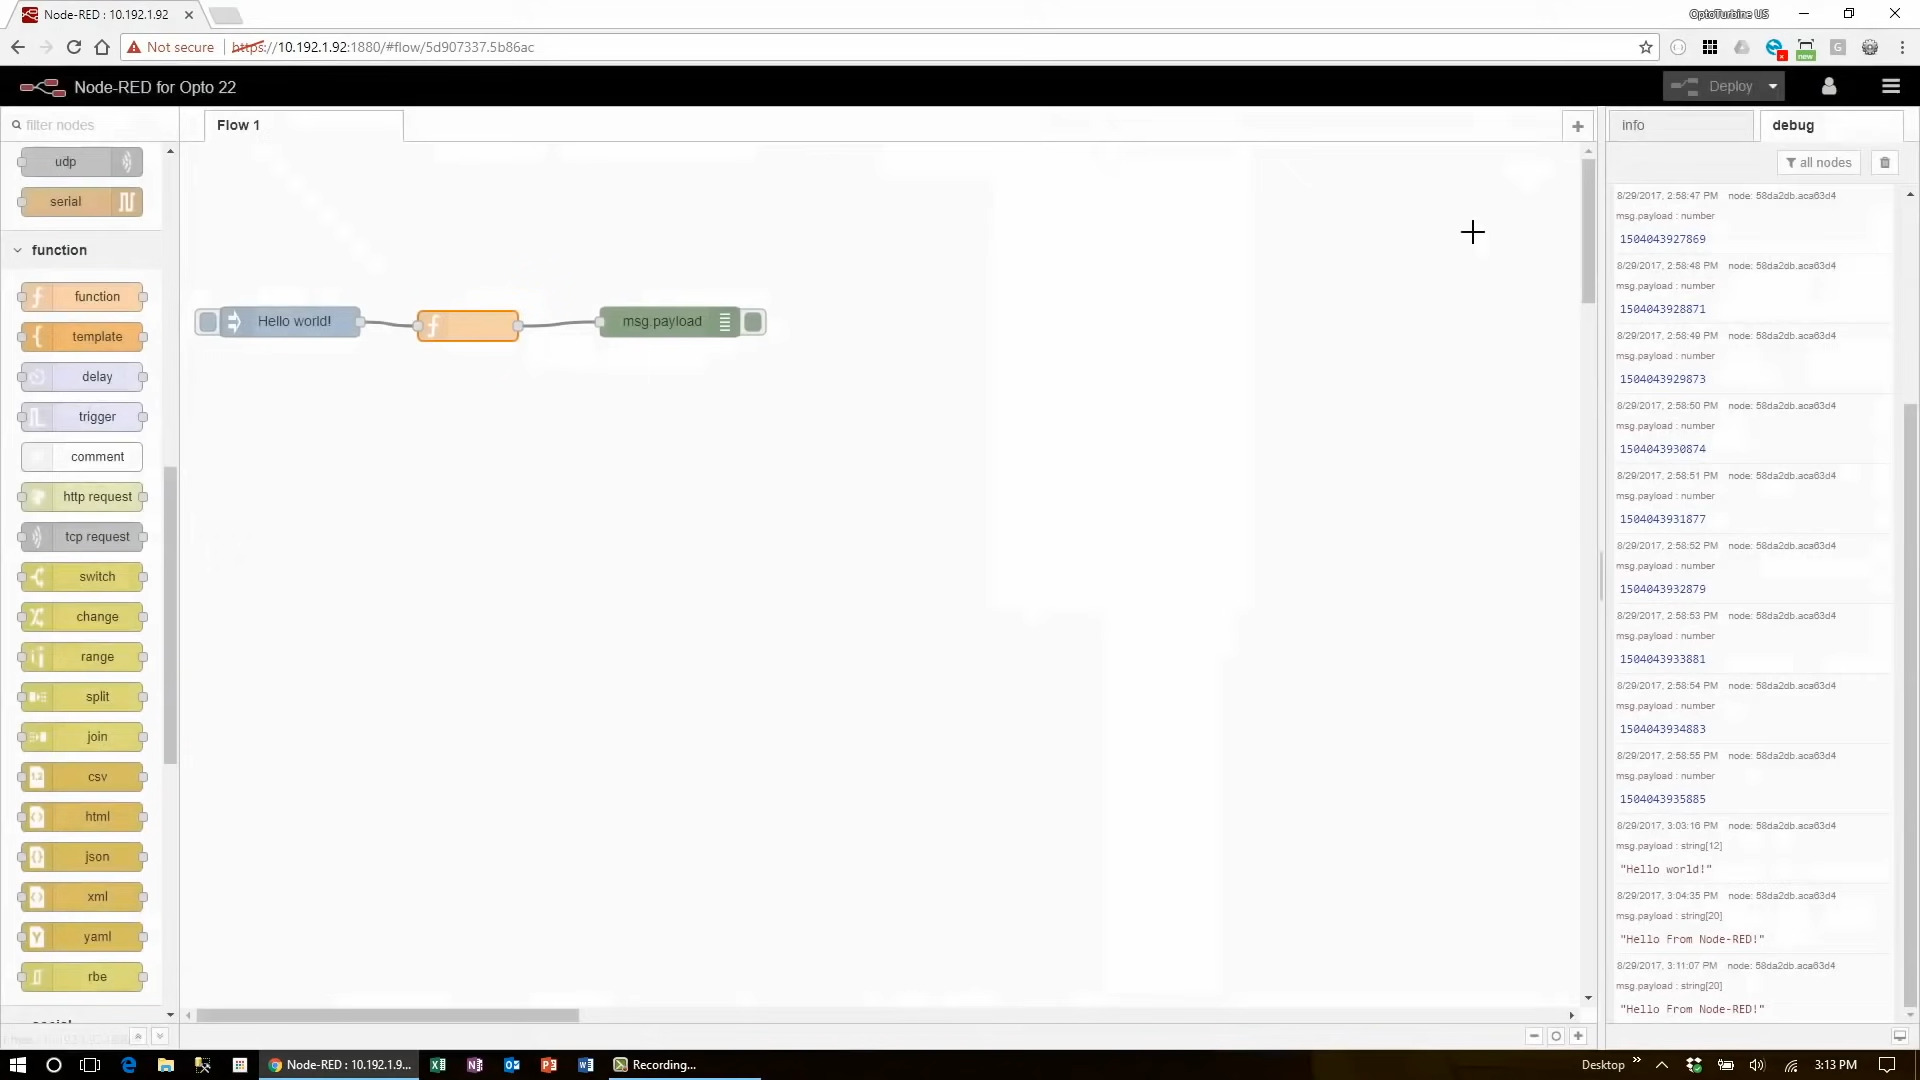 Node-RED : 10.192.1.92
OptoTurbine US
Not secure
https://10.192.1.92:1880/#flow/5d907337.5b86ac
new
Node-RED for Opto 22
Deploy
filter nodes
Flow 1
info
debug
all nodes
udp
serial
function
function
template
delay
trigger
comment
http request
tcp request
switch
change
range
split
join
csv
html
json
xml
yaml
rbe
Hello world!
msg.payload
8/29/2017, 2:58:47 PM node: 58da2db.aca63d4
msg.payload : number
1504043927869
8/29/2017, 2:58:48 PM node: 58da2db.aca63d4
msg.payload : number
1504043928871
8/29/2017, 2:58:49 PM node: 58da2db.aca63d4
msg.payload : number
1504043929873
8/29/2017, 2:58:50 PM node: 58da2db.aca63d4
msg.payload : number
1504043930874
8/29/2017, 2:58:51 PM node: 58da2db.aca63d4
msg.payload : number
1504043931877
8/29/2017, 2:58:52 PM node: 58da2db.aca63d4
msg.payload : number
1504043932879
8/29/2017, 2:58:53 PM node: 58da2db.aca63d4
msg.payload : number
1504043933881
8/29/2017, 2:58:54 PM node: 58da2db.aca63d4
msg.payload : number
1504043934883
8/29/2017, 2:58:55 PM node: 58da2db.aca63d4
msg.payload : number
1504043935885
8/29/2017, 3:03:16 PM node: 58da2db.aca63d4
msg.payload : string[12]
"Hello world!"
8/29/2017, 3:04:35 PM node: 58da2db.aca63d4
msg.payload : string[20]
"Hello From Node-RED!"
8/29/2017, 3:11:07 PM node: 58da2db.aca63d4
msg.payload : string[20]
"Hello From Node-RED!"
Node-RED : 10.192.1.9...
Recording...
Desktop
3:13 PM